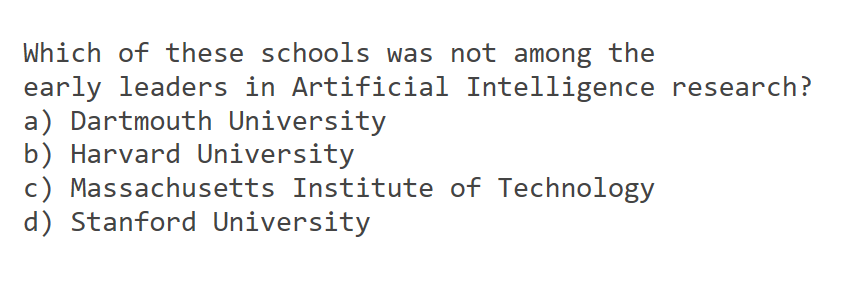 Which of these schools was not among the
early leaders in Artificial Intelligence research?
a) Dartmouth University
b) Harvard University
c) Massachusetts Institute of Technology
d) Stanford University